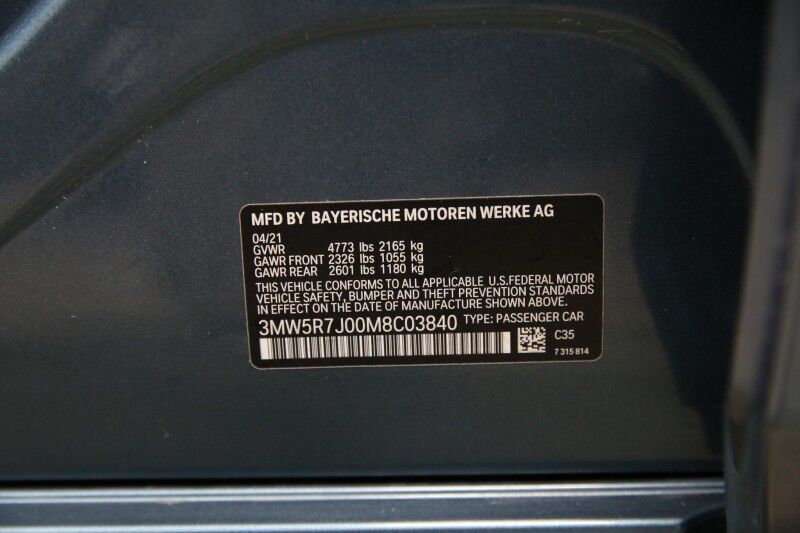 MFD BY BAYERISCHE MOTOREN WERKE AG
04/21
GVWR 4773 lbs 2165 kg
GAWR FRONT 2326 lbs 1055 kg
GAWR REAR 2601 lbs 1180 kg
THIS VEHICLE CONFORMS TO ALL APPLICABLE U.S.FEDERAL MOTOR
VEHICLE SAFETY, BUMPER AND THEFT PREVENTION STANDARDS
IN EFFECT ON THE DATE OF MANUFACTURE SHOWN ABOVE.
3MW5R7J00M8C03840 TYPE: PASSENGER CAR
C35
7 315 814